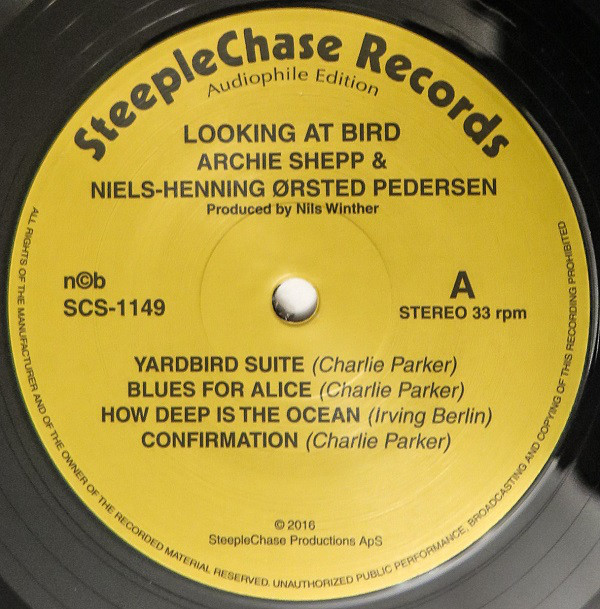 SteepleChase Records
Audiophile Edition
LOOKING AT BIRD
ARCHIE SHEPP &
NIELS-HENNING ØRSTED PEDERSEN
Produced by Nils Winther
n©b
SCS-1149
A
STEREO 33 rpm
YARDBIRD SUITE (Charlie Parker)
BLUES FOR ALICE (Charlie Parker)
HOW DEEP IS THE OCEAN (Irving Berlin)
CONFIRMATION (Charlie Parker)
© 2016
SteepleChase Productions ApS
ALL RIGHTS OF THE MANUFACTURER AND OF THE OWNER OF THE RECORDED MATERIAL RESERVED. UNAUTHORIZED PUBLIC PERFORMANCE, BROADCASTING AND COPYING OF THIS RECORDING PROHIBITED